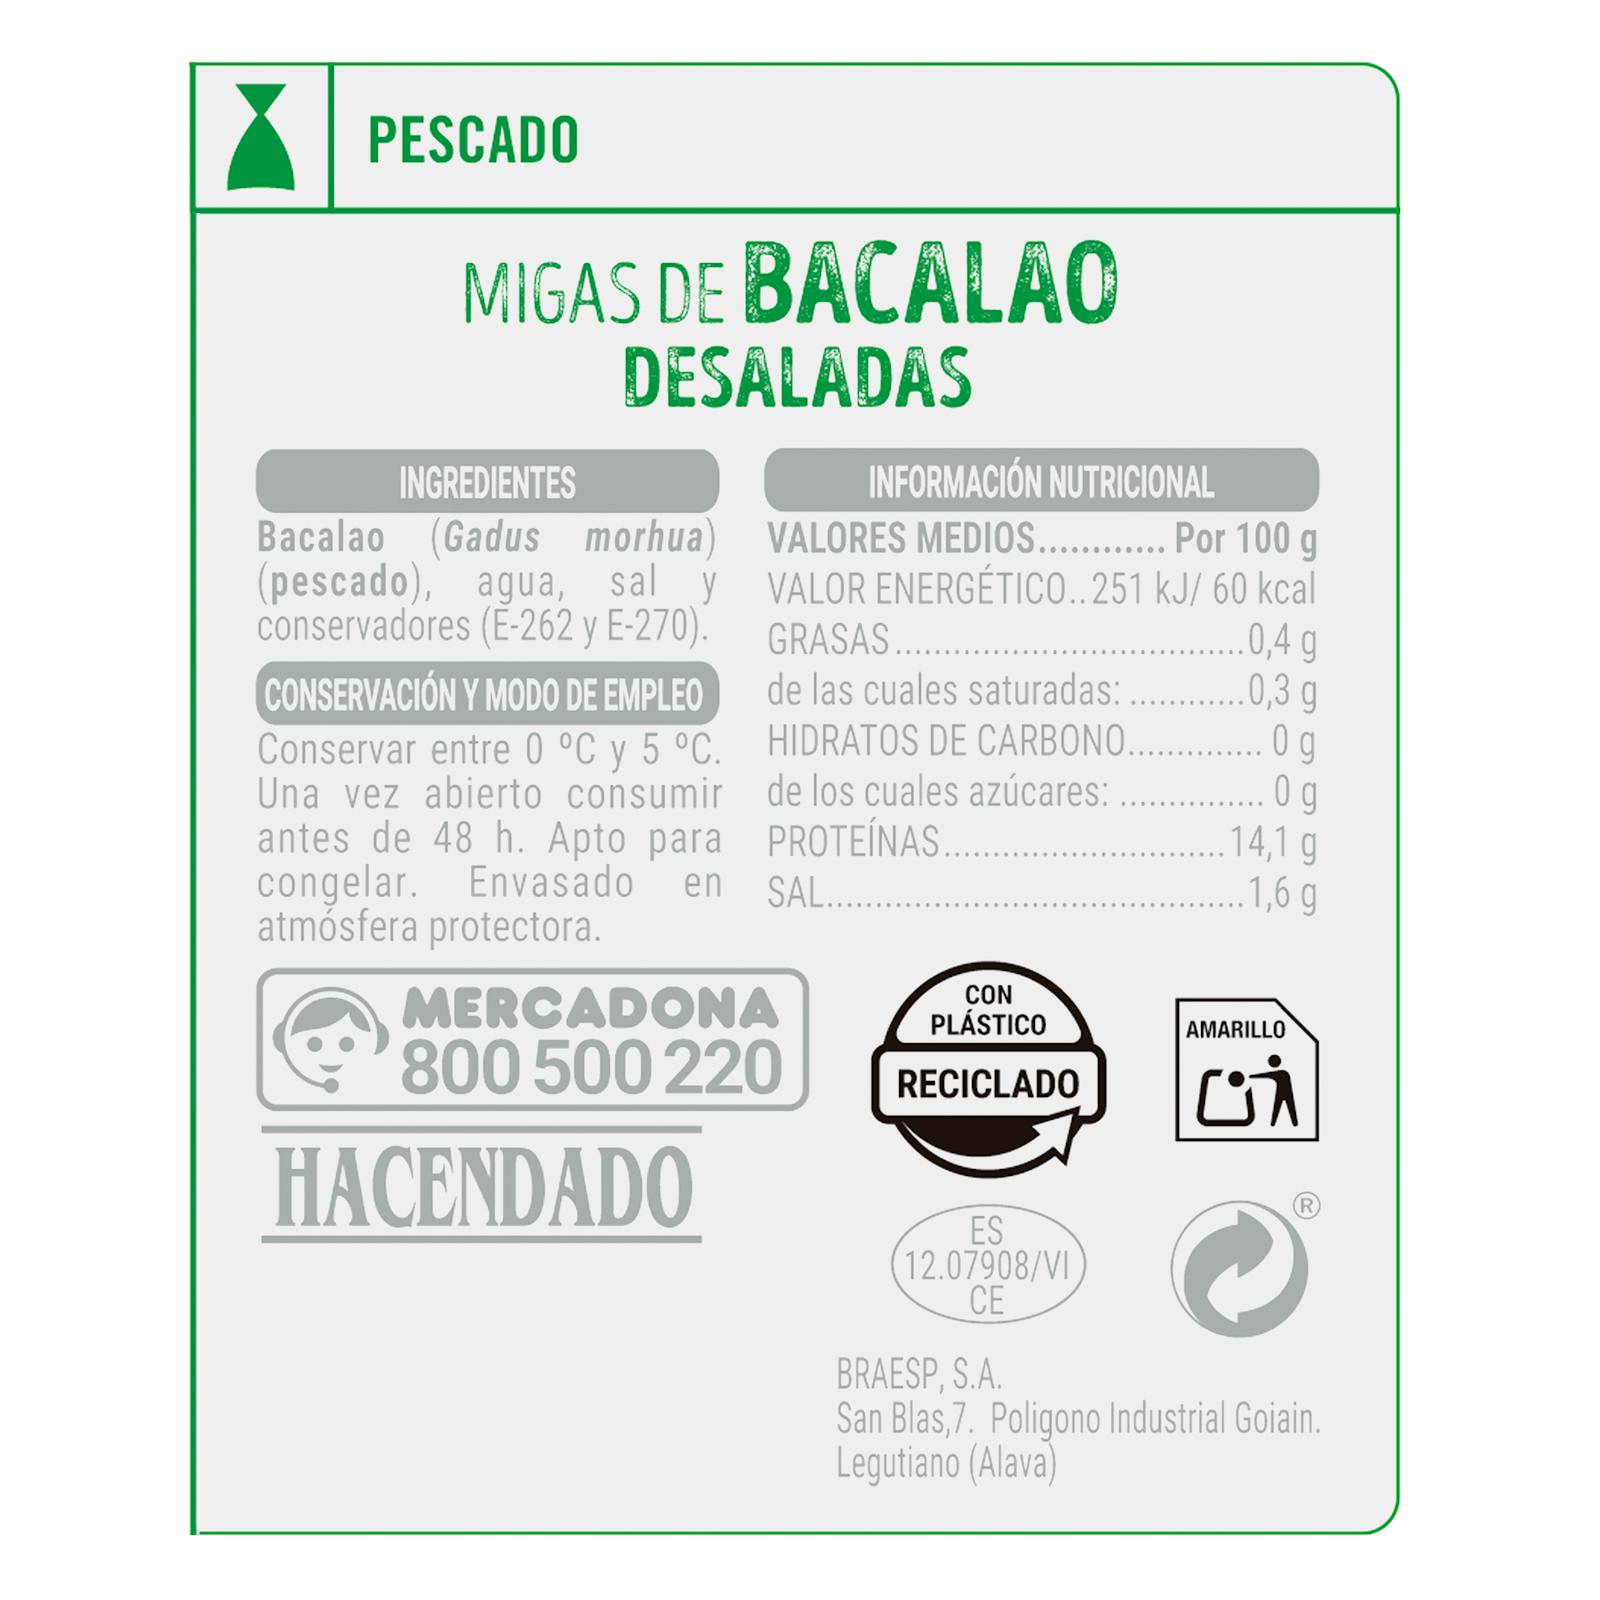 PESCADO
MIGAS DE BACALAO
DESALADAS
INGREDIENTES
Bacalao (Gadus morhua)
(pescado), agua, sal y
conservadores (E-262 y E-270).
CONSERVACIÓN Y MODO DE EMPLEO
Conservar entre 0 ºC y 5 ºC.
Una vez abierto consumir
antes de 48 h. Apto para
congelar. Envasado en
atmósfera protectora.
INFORMACIÓN NUTRICIONAL
VALORES MEDIOS............ Por 100 g
VALOR ENERGÉTICO..251 kJ/ 60 kcal
GRASAS....................................0,4 g
de las cuales saturadas: ............0,3 g
HIDRATOS DE CARBONO.............. 0 g
de los cuales azúcares: ............... 0 g
PROTEÍNAS.............................14,1 g
SAL...........................................1,6 g
MERCADONA
800 500 220
HACENDADO
CON
PLÁSTICO
RECICLADO
AMARILLO
ES
12.07908/VI
CE
®
BRAESP, S.A.
San Blas,7. Poligono Industrial Goiain.
Legutiano (Alava)